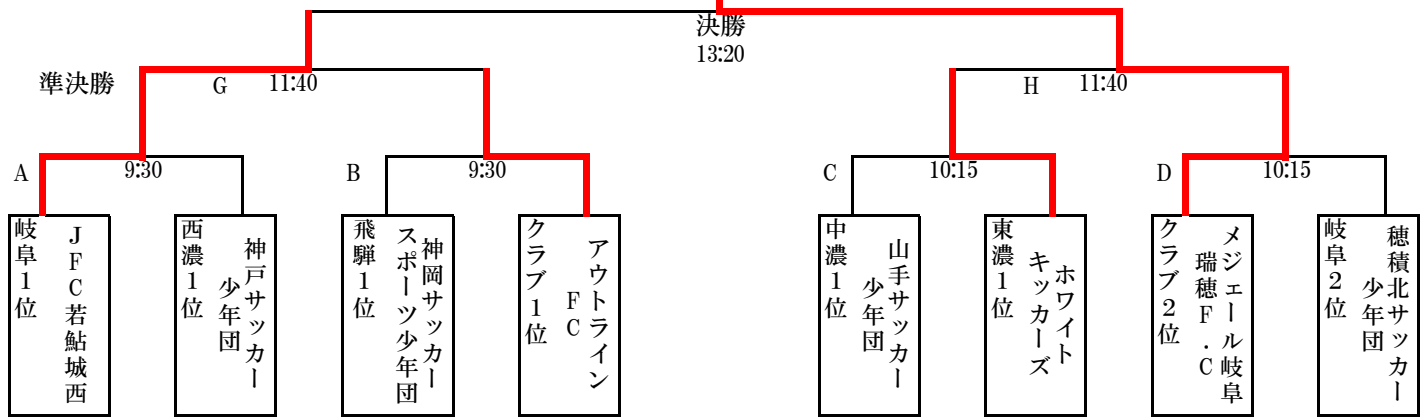 決勝
13:20
準決勝
G
11:40
H
11:40
A
9:30
B
9:30
C
10:15
D
10:15
岐阜1位
JFC若鮎城西
西濃1位
神戸サッカー
少年団
飛騨1位
神岡サッカー
スポーツ少年団
クラブ1位
アウトライン
FC
中濃1位
山手サッカー
少年団
東濃1位
ホワイト
キッカーズ
クラブ2位
メジェール岐阜
瑞穂F.C
岐阜2位
穂積北サッカー
少年団